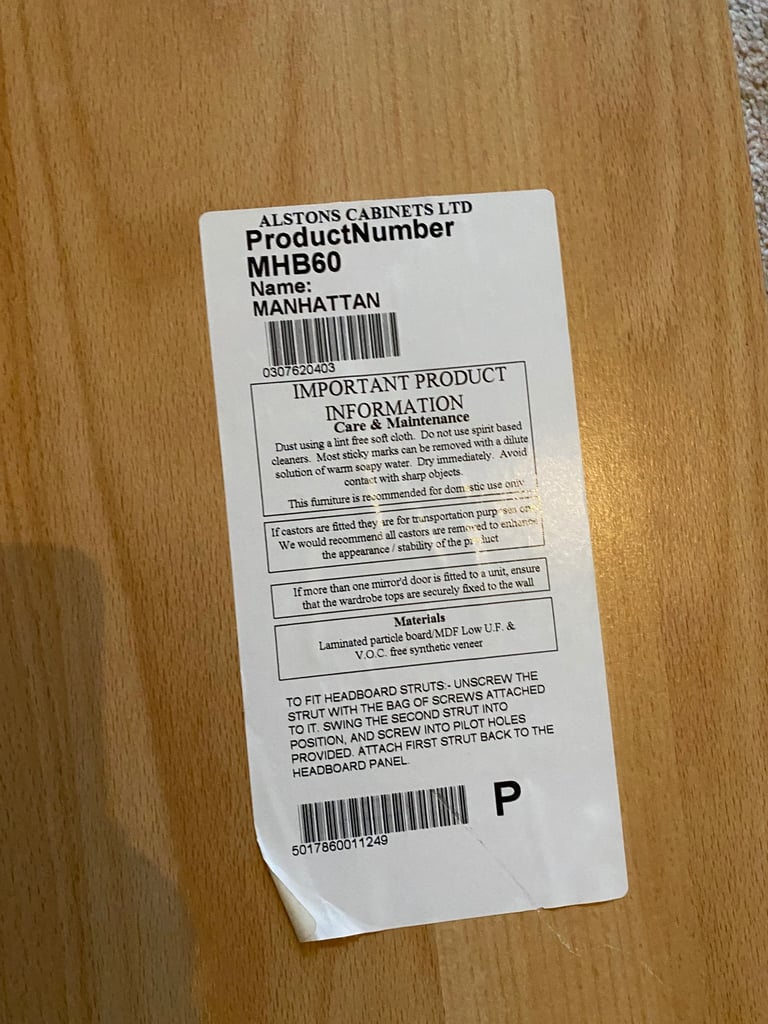 ALSTONS CABINETS LTD
ProductNumber
MHB60
Name:
MANHATTAN
0307620403
IMPORTANT PRODUCT
INFORMATION
Care & Maintenance
Dust using a lint free soft cloth. Do not use spirit based
cleaners. Most sticky marks can be removed with a dilute
solution of warm soapy water. Dry immediately. Avoid
contact with sharp objects.
This furniture is recommended for domestic use only
If castors are fitted they are for transportation purposes on
We would recommend all castors are removed to enhance
the appearance / stability of the product
If more than one mirror'd door is fitted to a unit, ensure
that the wardrobe tops are securely fixed to the wall
Materials
Laminated particle board/MDF Low U.F. &
V.O.C. free synthetic veneer
TO FIT HEADBOARD STRUTS:- UNSCREW THE
STRUT WITH THE BAG OF SCREWS ATTACHED
TO IT. SWING THE SECOND STRUT INTO
POSITION, AND SCREW INTO PILOT HOLES
PROVIDED. ATTACH FIRST STRUT BACK TO THE
HEADBOARD PANEL.
P
5017860011249